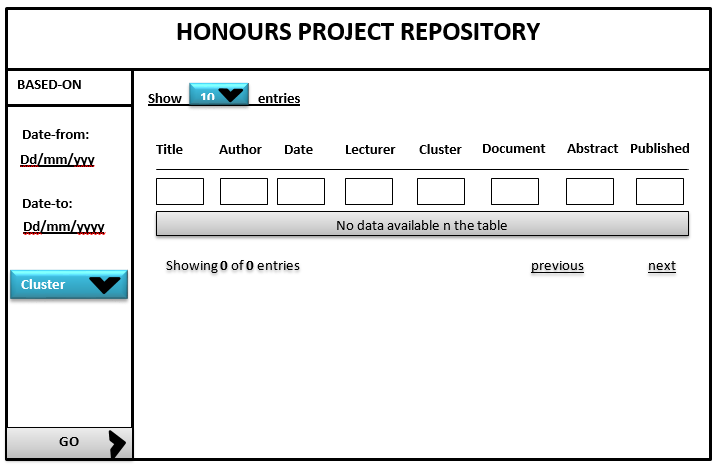 HONOURS PROJECT REPOSITORY
BASED-ON
Date-from:
Dd/mm/yyy
Date-to:
Dd/mm/yyyy
Cluster
GO
Show 10 entries
Title Author Date Lecturer Cluster Document Abstract Published
No data available n the table
Showing 0 of 0 entries previous next